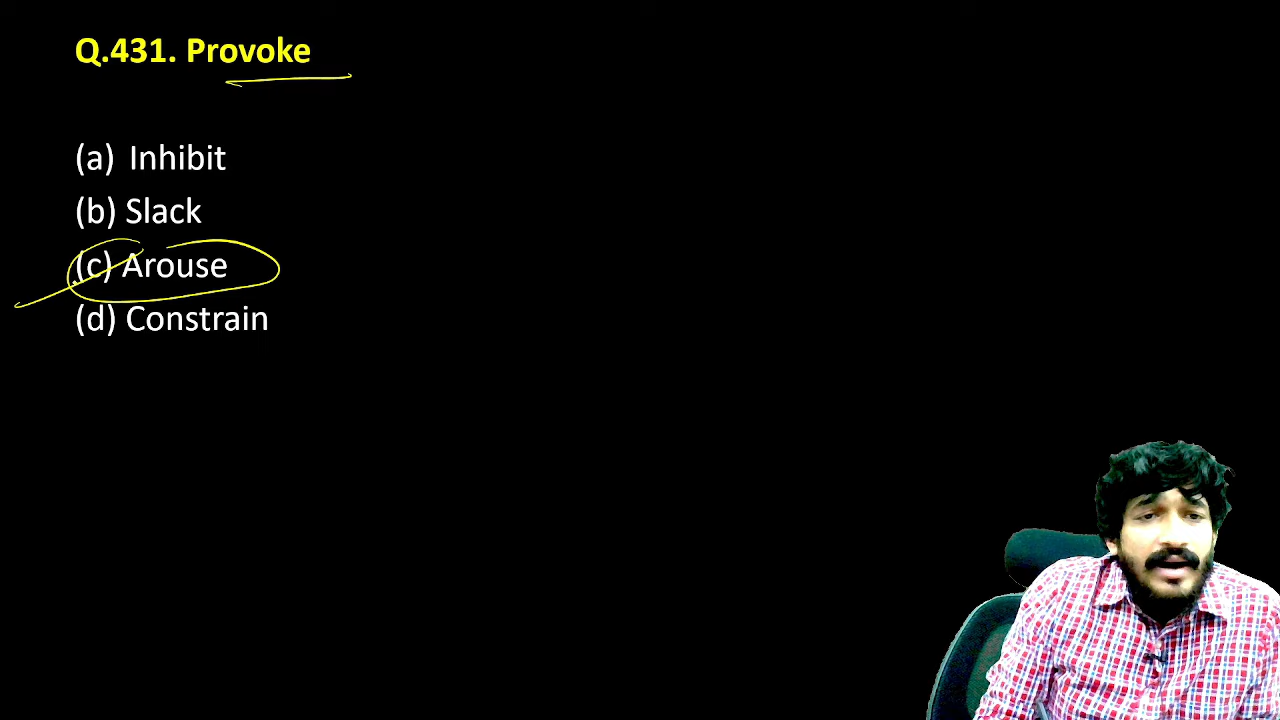 Q.431. Provoke
(a) Inhibit
(b) Slack
(c) Arouse
(d) Constrain